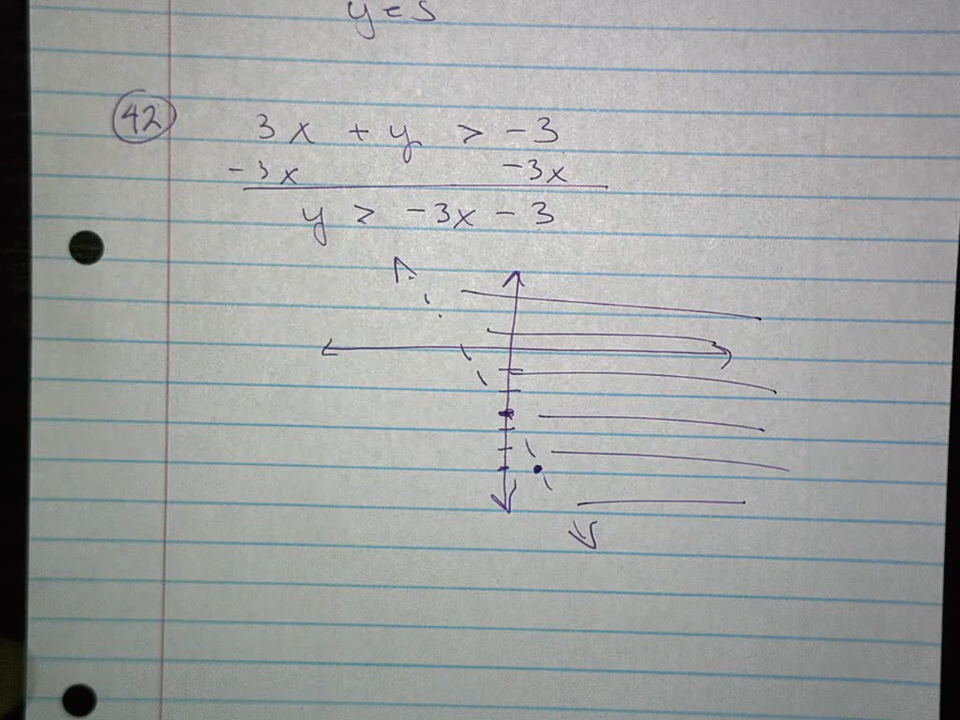 y = 5
42
3x + y > -3
-3x -3x
y > -3x - 3